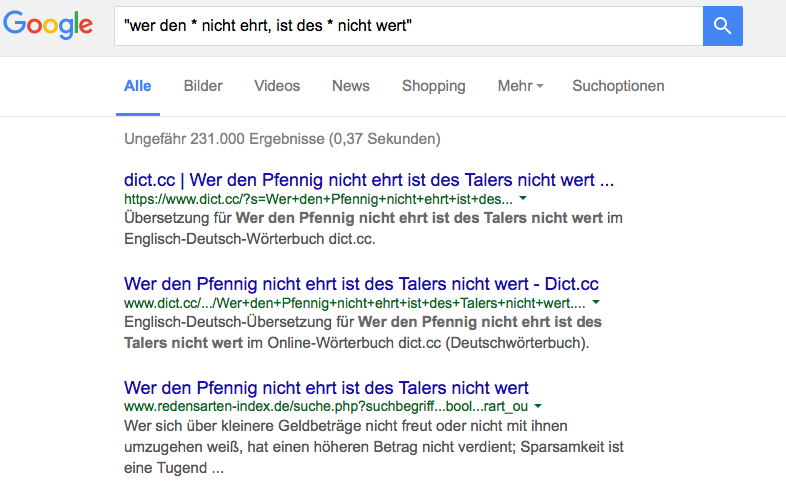 Google
"wer den * nicht ehrt, ist des * nicht wert"
Alle Bilder Videos News Shopping Mehr Suchoptionen
Ungefähr 231.000 Ergebnisse (0,37 Sekunden)
dict.cc | Wer den Pfennig nicht ehrt ist des Talers nicht wert ...
https://www.dict.cc/?s=Wer+den+Pfennig+nicht+ehrt+ist+des...
Übersetzung für Wer den Pfennig nicht ehrt ist des Talers nicht wert im
Englisch-Deutsch-Wörterbuch dict.cc.
Wer den Pfennig nicht ehrt ist des Talers nicht wert - Dict.cc
www.dict.cc/.../Wer+den+Pfennig+nicht+ehrt+ist+des+Talers+nicht+wert....
Englisch-Deutsch-Übersetzung für Wer den Pfennig nicht ehrt ist des
Talers nicht wert im Online-Wörterbuch dict.cc (Deutschwörterbuch).
Wer den Pfennig nicht ehrt ist des Talers nicht wert
www.redensarten-index.de/suche.php?suchbegriff...bool...rart_ou
Wer sich über kleinere Geldbeträge nicht freut oder nicht mit ihnen
umzugehen weiß, hat einen höheren Betrag nicht verdient; Sparsamkeit ist
eine Tugend ...